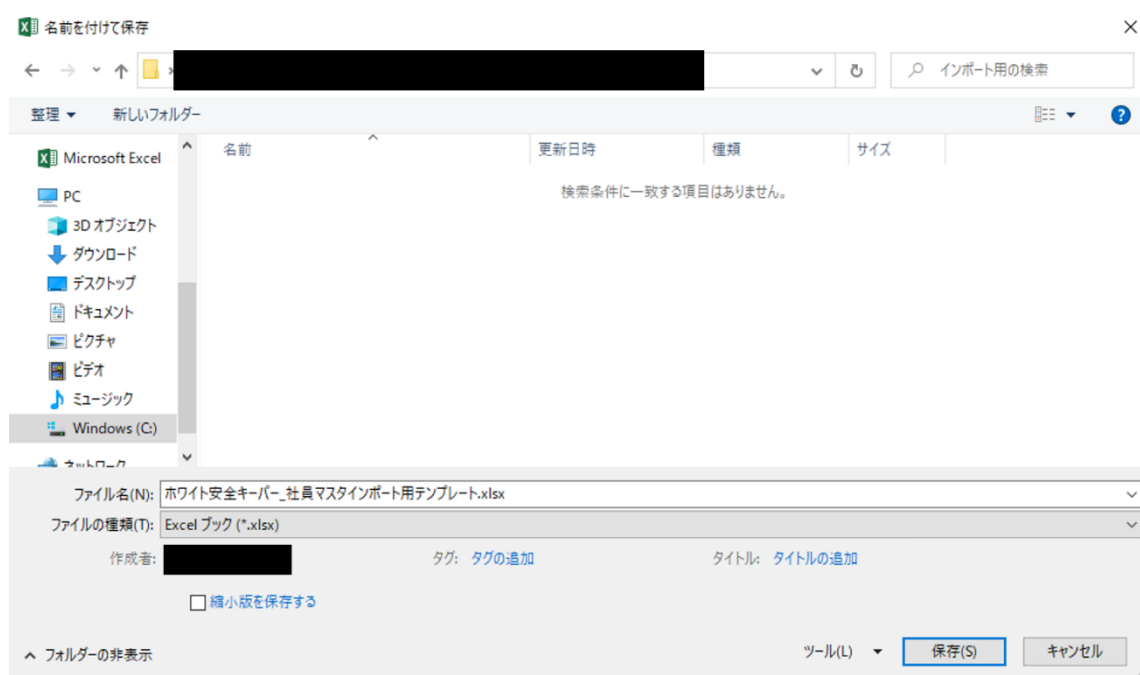 名前を付けて保存
インポート用の検索
整理 新しいフォルダー
名前 更新日時 種類 サイズ
検索条件に一致する項目はありません。
Microsoft Excel
PC
3D オブジェクト
ダウンロード
デスクトップ
ドキュメント
ピクチャ
ビデオ
ミュージック
Windows (C:)
ネットワーク
ファイル名(N): ホワイト安全キーパー_社員マスタインポート用テンプレート.xlsx
ファイルの種類(T): Excel ブック (*.xlsx)
作成者: タグ: タグの追加 タイトル: タイトルの追加
縮小版を保存する
フォルダーの非表示 ツール(L) 保存(S) キャンセル